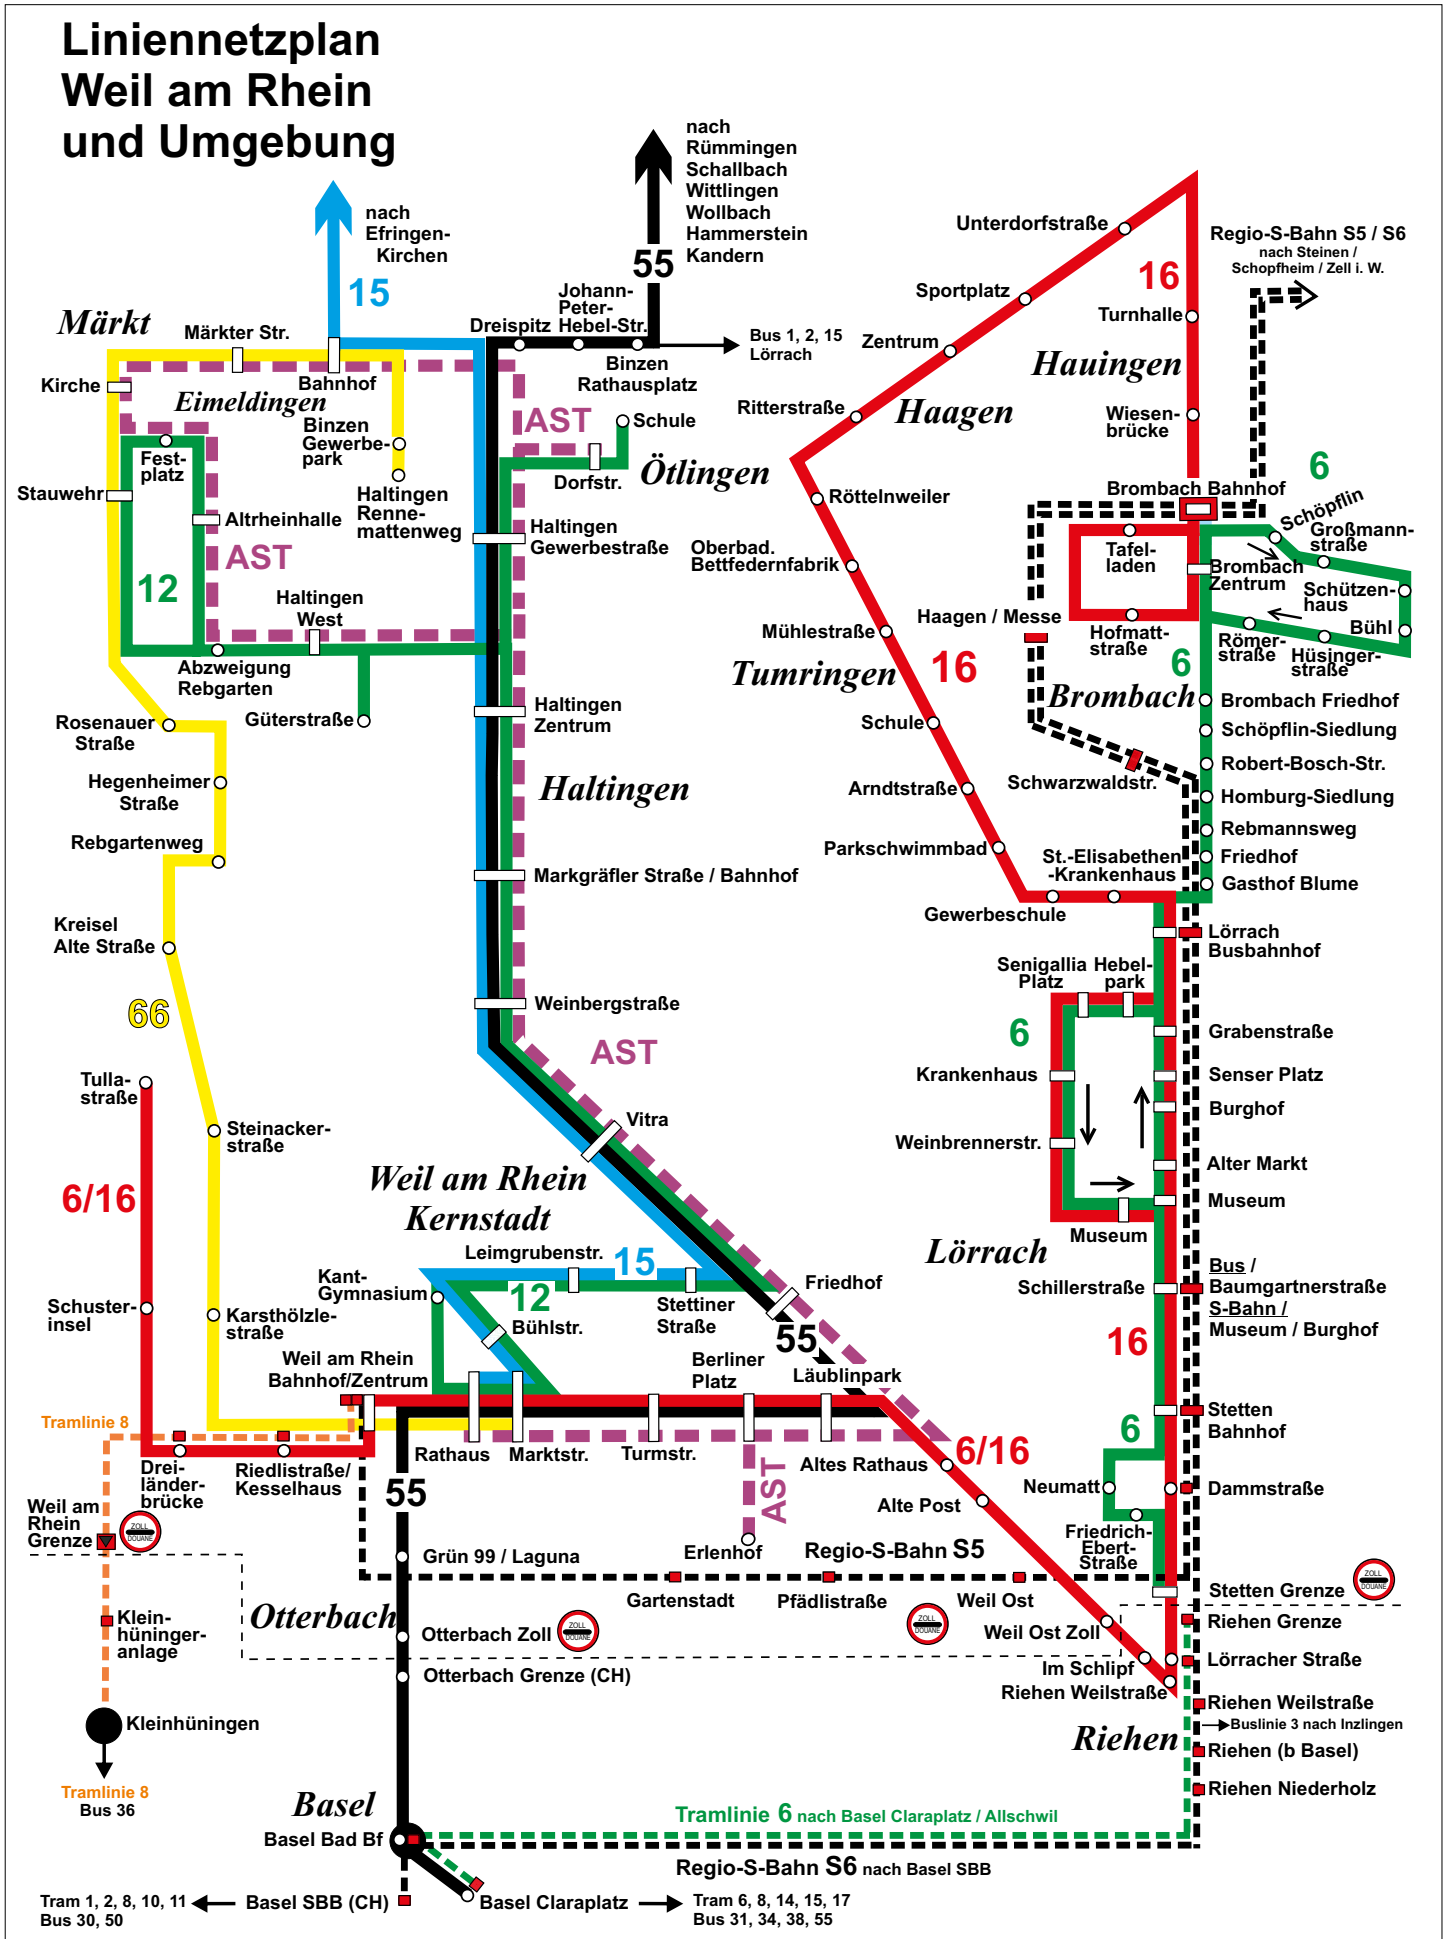 Liniennetzplan
Weil am Rhein
und Umgebung
nach
Rümmingen
Schallbach
Wittlingen
Wollbach
Hammerstein
Kandern
nach
Efringen-
Kirchen
15
55
Johann-
Peter-
Hebel-Str.
Dreispitz
Binzen
Rathausplatz
Bus 1, 2, 15
Lörrach
Märkt
Märkter Str.
Kirche
Bahnhof
Eimeldingen
Binzen
Gewerbe-
park
Haltingen
Renne-
mattenweg
Fest-
platz
Stauwehr
Altrheinhalle
AST
12
Haltingen
West
Abzweigung
Rebgarten
Güterstraße
AST
Schule
Ötlingen
Dorfstr.
Haltingen
Gewerbestraße
Haltingen
Zentrum
Haltingen
Markgräfler Straße / Bahnhof
Weinbergstraße
AST
Vitra
Rosenauer
Straße
Hegenheimer
Straße
Rebgartenweg
Kreisel
Alte Straße
66
Tulla-
straße
Steinacker-
straße
6/16
Schuster-
insel
Karsthölzle-
straße
Weil am Rhein
Kernstadt
Leimgrubenstr.
15
Kant-
Gymnasium
12
Bühlstr.
Stettiner
Straße
Friedhof
55
Weil am Rhein
Bahnhof/Zentrum
Berliner
Platz
Läublinpark
Tramlinie 8
Rathaus
Marktstr.
Turmstr.
Altes Rathaus
6/16
Drei-
länder-
brücke
Riedlistraße/
Kesselhaus
55
AST
Alte Post
Weil am
Rhein
Grenze
ZOLL
DOUANE
Grün 99 / Laguna
Erlenhof
Regio-S-Bahn S5
Gartenstadt
Pfädlistraße
Weil Ost
Klein-
hüninger-
anlage
Otterbach
Otterbach Zoll
ZOLL
DOUANE
ZOLL
DOUANE
Weil Ost Zoll
Otterbach Grenze (CH)
Im Schlipf
Riehen Weilstraße
Kleinhüningen
Tramlinie 8
Bus 36
Basel
Basel Bad Bf
Tramlinie 6 nach Basel Claraplatz / Allschwil
Regio-S-Bahn S6 nach Basel SBB
Tram 1, 2, 8, 10, 11
Bus 30, 50
Basel SBB (CH)
Basel Claraplatz
Tram 6, 8, 14, 15, 17
Bus 31, 34, 38, 55
Unterdorfstraße
16
Sportplatz
Turnhalle
Zentrum
Hauingen
Ritterstraße
Haagen
Wiesen-
brücke
Regio-S-Bahn S5 / S6
nach Steinen /
Schopfheim / Zell i. W.
6
Röttelnweiler
Brombach Bahnhof
Schöpflin
Großmann-
straße
Oberbad.
Bettfedernfabrik
Tafel-
laden
Brombach
Zentrum
Schützen-
haus
Haagen / Messe
Hofmatt-
straße
Bühl
Römer-
straße
Hüsinger-
straße
Mühlestraße
16
Tumringen
6
Brombach
Brombach Friedhof
Schule
Schöpflin-Siedlung
Robert-Bosch-Str.
Schwarzwaldstr.
Arndtstraße
Homburg-Siedlung
Rebmannsweg
Parkschwimmbad
St.-Elisabethen
-Krankenhaus
Friedhof
Gasthof Blume
Gewerbeschule
Lörrach
Busbahnhof
Senigallia
Platz
Hebel-
park
6
Grabenstraße
Krankenhaus
Senser Platz
Burghof
Weinbrennerstr.
Alter Markt
Museum
Museum
Lörrach
Schillerstraße
Bus /
Baumgartnerstraße
S-Bahn /
Museum / Burghof
16
6
Stetten
Bahnhof
Neumatt
Dammstraße
Friedrich-
Ebert-
Straße
ZOLL
DOUANE
Stetten Grenze
Riehen Grenze
Lörracher Straße
Riehen Weilstraße
Buslinie 3 nach Inzlingen
Riehen
Riehen (b Basel)
Riehen Niederholz